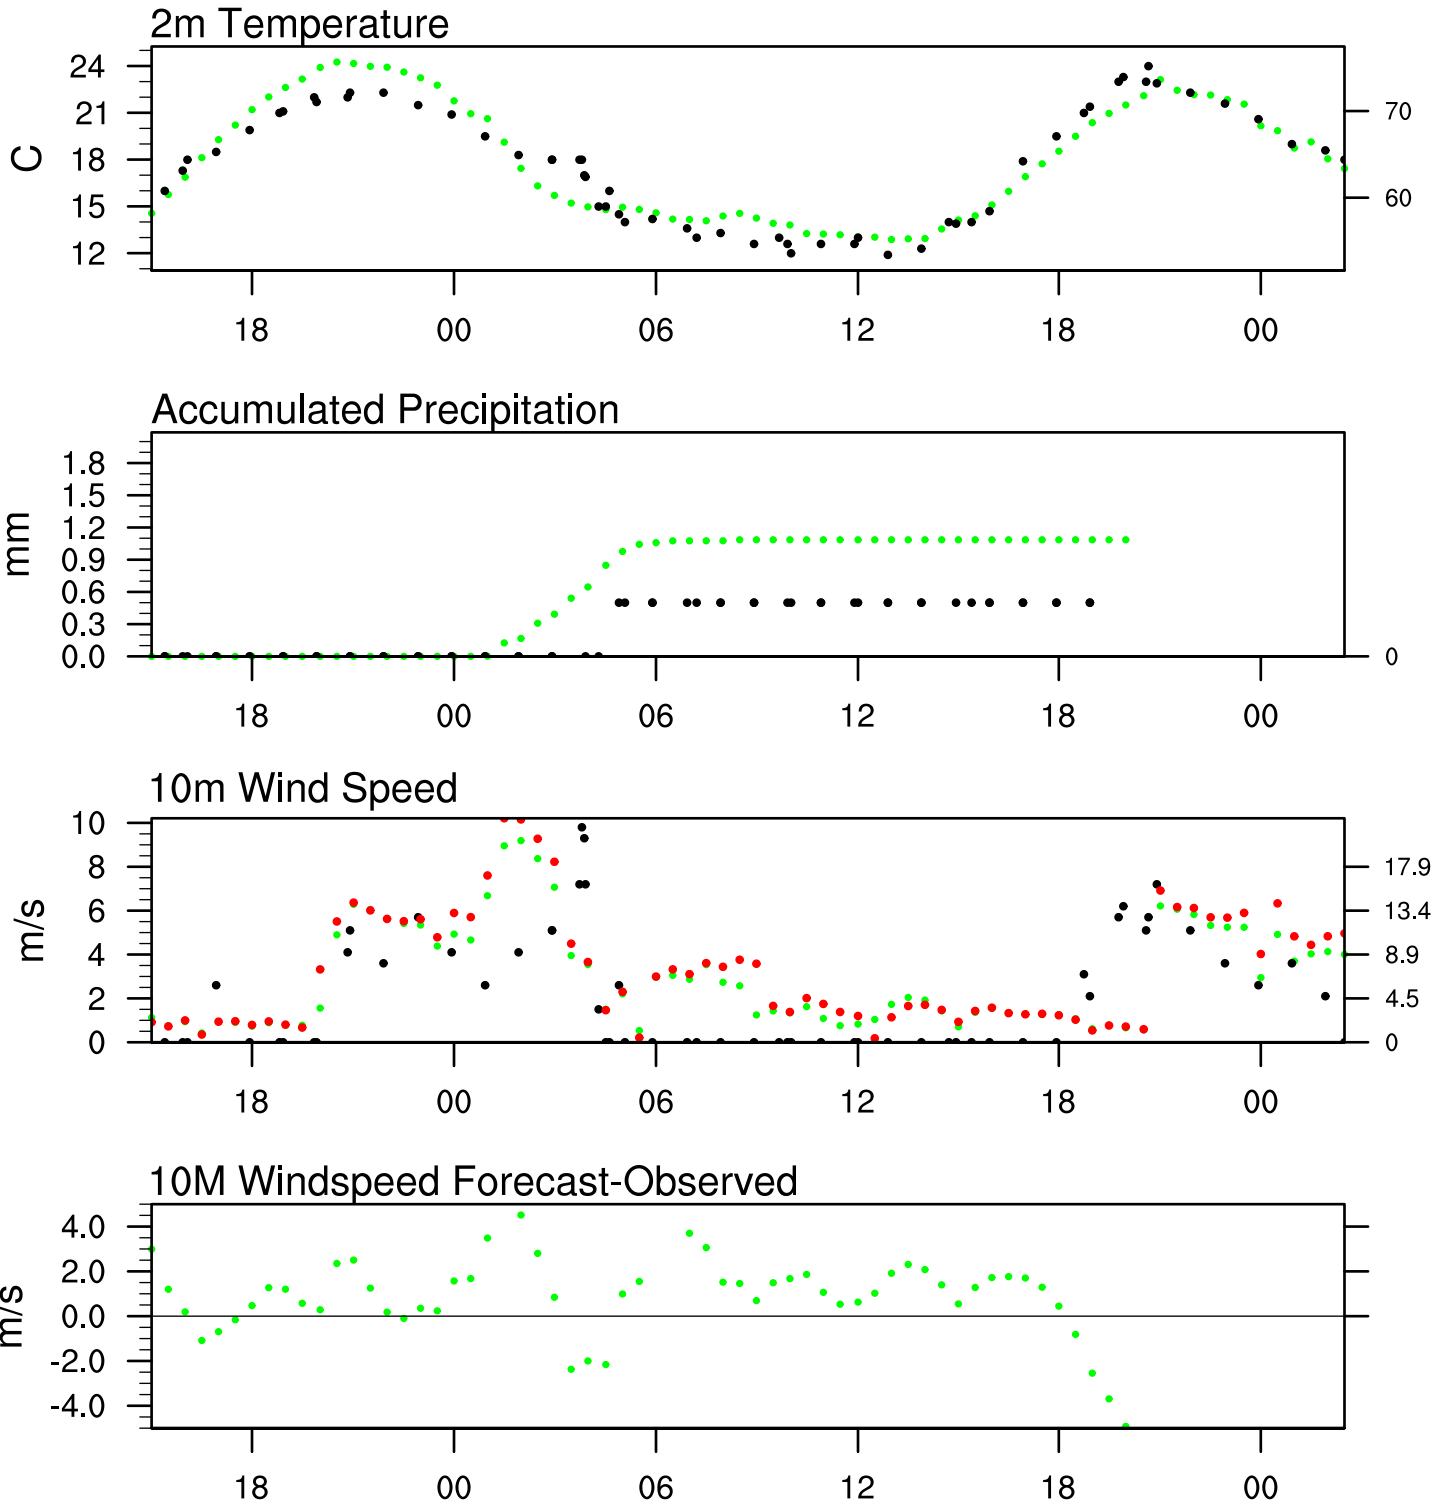 2m Temperature
24
21
18
15
12
C
70
60
18 00 06 12 18 00
Accumulated Precipitation
1.8
1.5
1.2
0.9
0.6
0.3
0.0
mm
0
18 00 06 12 18 00
10m Wind Speed
10
8
6
4
2
0
m/s
17.9
13.4
8.9
4.5
0
18 00 06 12 18 00
10M Windspeed Forecast-Observed
4.0
2.0
0.0
-2.0
-4.0
m/s
18 00 06 12 18 00